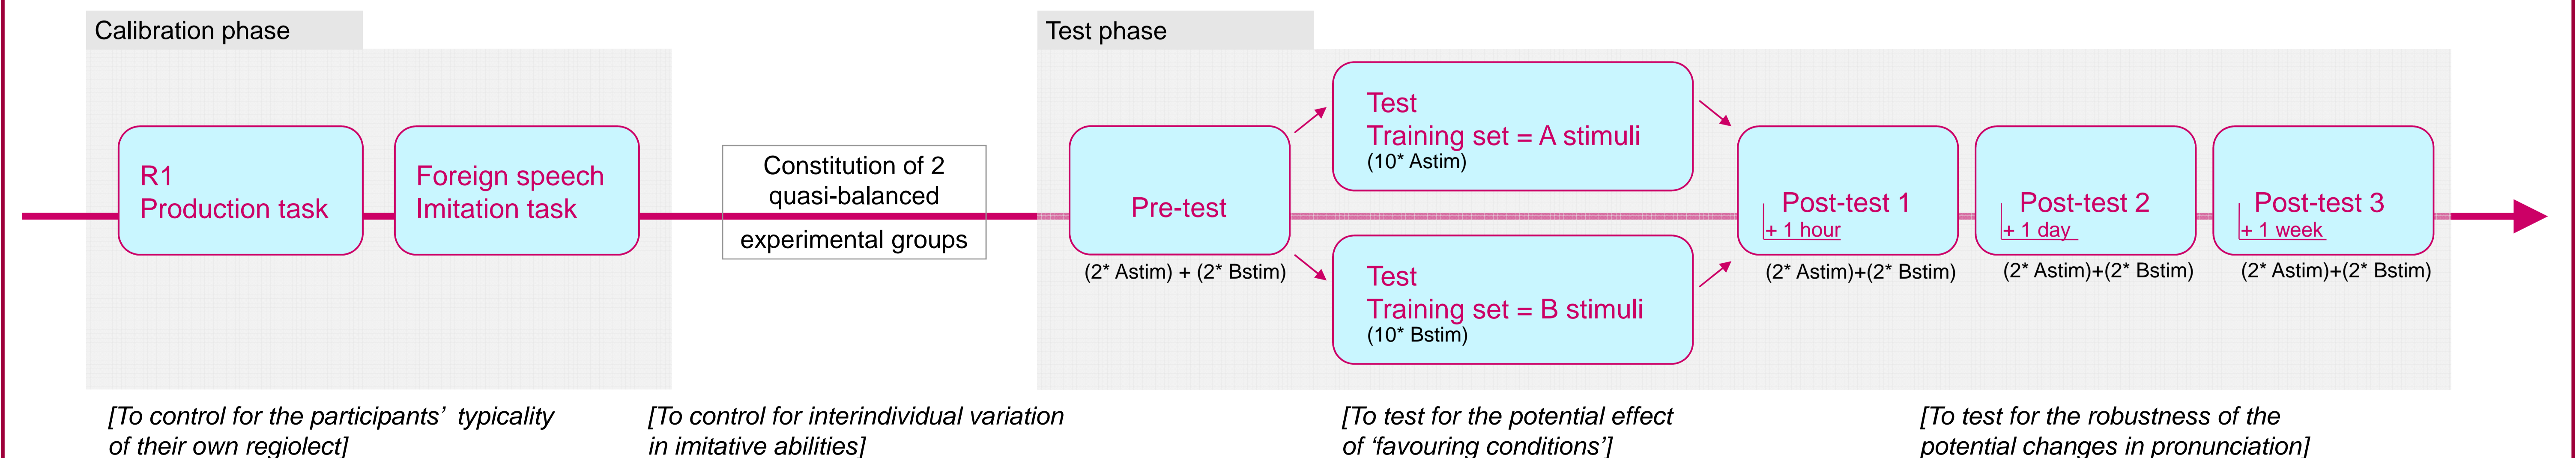 Calibration phase
R1
Production task
Foreign speech
Imitation task
Constitution of 2
quasi-balanced
experimental groups
Test phase
Pre-test
(2* Astim) + (2* Bstim)
Test
Training set = A stimuli
(10* Astim)
Test
Training set = B stimuli
(10* Bstim)
Post-test 1
+ 1 hour
(2* Astim)+(2* Bstim)
Post-test 2
+ 1 day
(2* Astim)+(2* Bstim)
Post-test 3
+ 1 week
(2* Astim)+(2* Bstim)
[To control for the participants’ typicality
of their own regiolect]
[To control for interindividual variation
in imitative abilities]
[To test for the potential effect
of ‘favouring conditions’]
[To test for the robustness of the
potential changes in pronunciation]